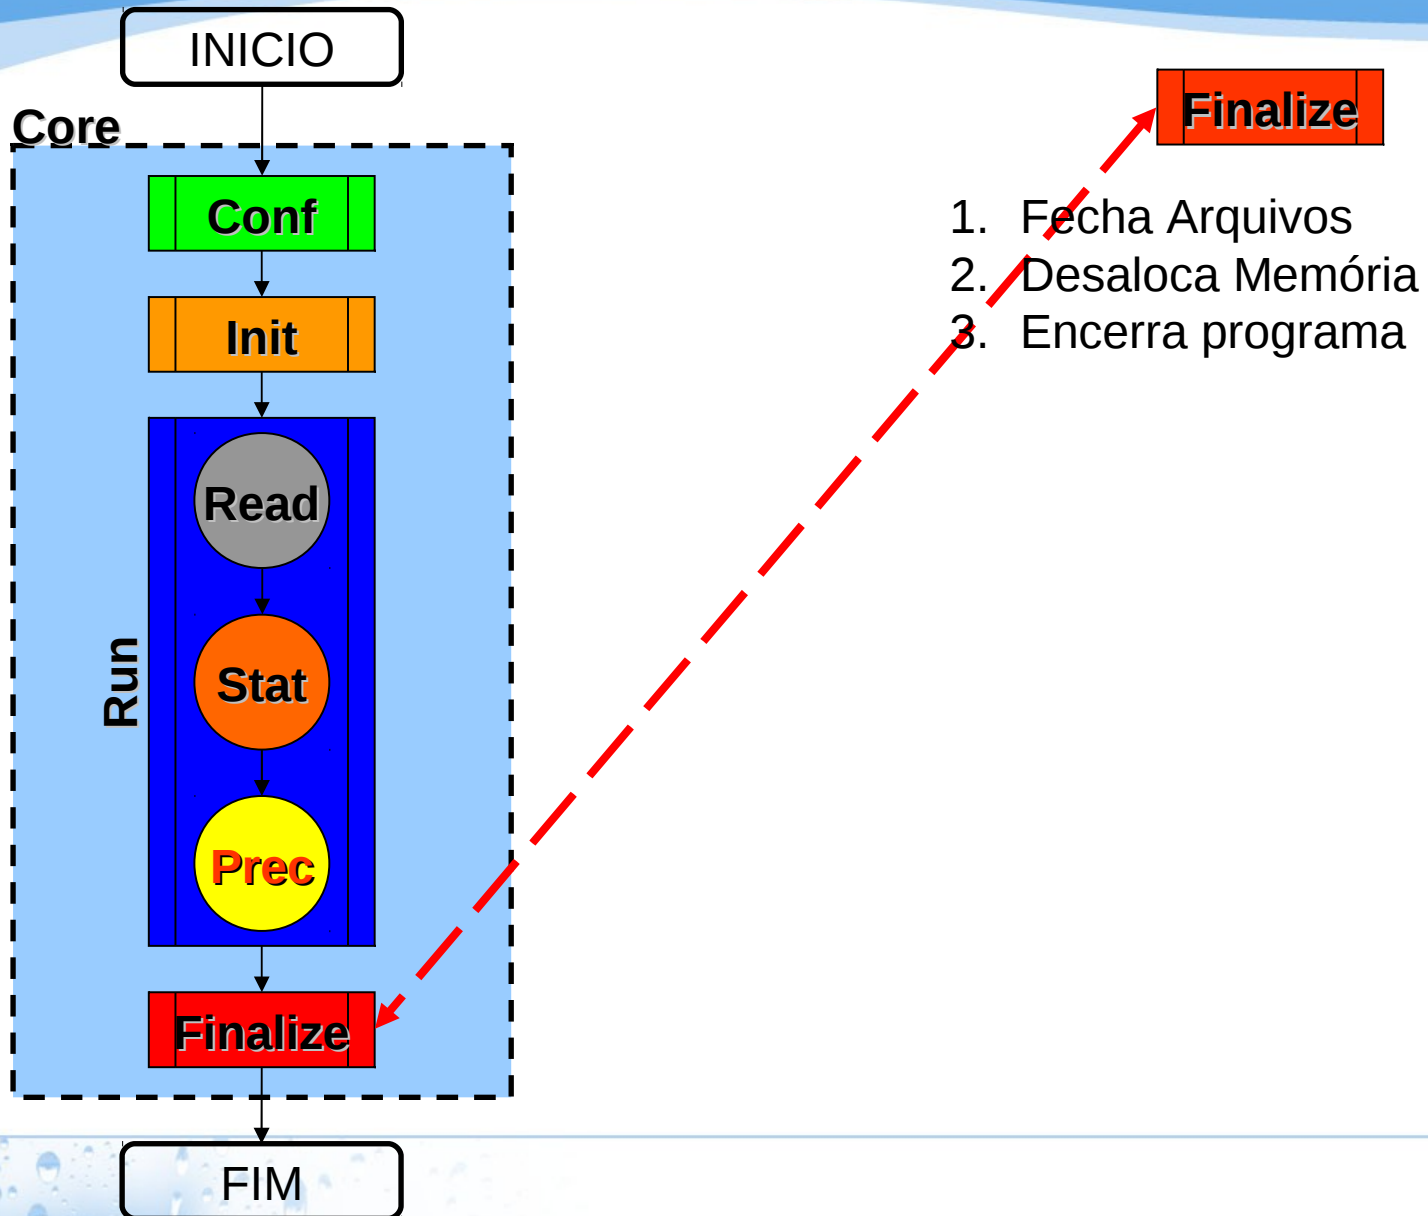 INICIO
Core
Conf
Init
Run
Read
Stat
Prec
Finalize
FIM
Finalize
1. Fecha Arquivos
2. Desaloca Memória
3. Encerra programa